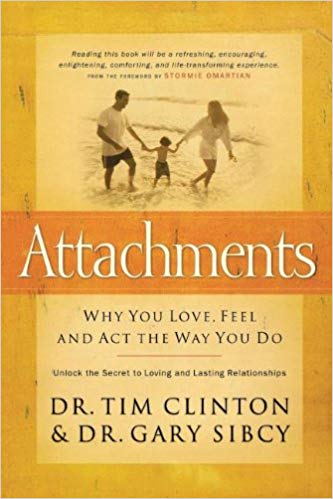 Reading this book will be a refreshing, encouraging,
enlightening, comforting, and life-transforming experience.
FROM THE FOREWORD BY STORMIE OMARTIAN
Attachments
WHY YOU LOVE, FEEL
AND ACT THE WAY YOU DO
Unlock the Secret to Loving and Lasting Relationships
DR. TIM CLINTON
& DR. GARY SIBCY